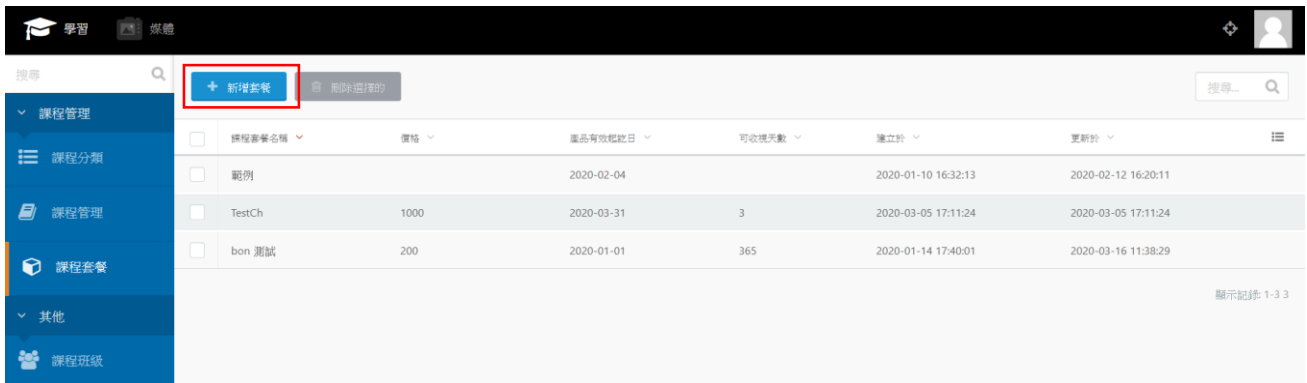 學習 媒體
搜尋
新增套餐 刪除選擇的 搜尋...
課程管理
課程套餐名稱 價格 產品有效起訖日 可收視天數 建立於 更新於
課程分類
範例 2020-02-04 2020-01-10 16:32:13 2020-02-12 16:20:11
課程管理
TestCh 1000 2020-03-31 3 2020-03-05 17:11:24 2020-03-05 17:11:24
bon 測試 200 2020-01-01 365 2020-01-14 17:40:01 2020-03-16 11:38:29
課程套餐
顯示記錄: 1-3 3
其他
課程班級